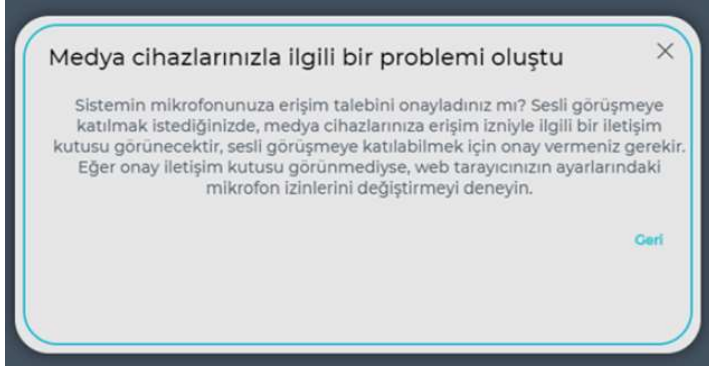 Medya cihazlarınızla ilgili bir problemi oluştu
Sistemin mikrofonunuza erişim talebini onayladınız mı? Sesli görüşmeye
katılmak istediğinizde, medya cihazlarınıza erişim izniyle ilgili bir iletişim
kutusu görünecektir, sesli görüşmeye katılabilmek için onay vermeniz gerekir.
Eğer onay iletişim kutusu görünmediyse, web tarayıcınızın ayarlarındaki
mikrofon izinlerini değiştirmeyi deneyin.
Geri